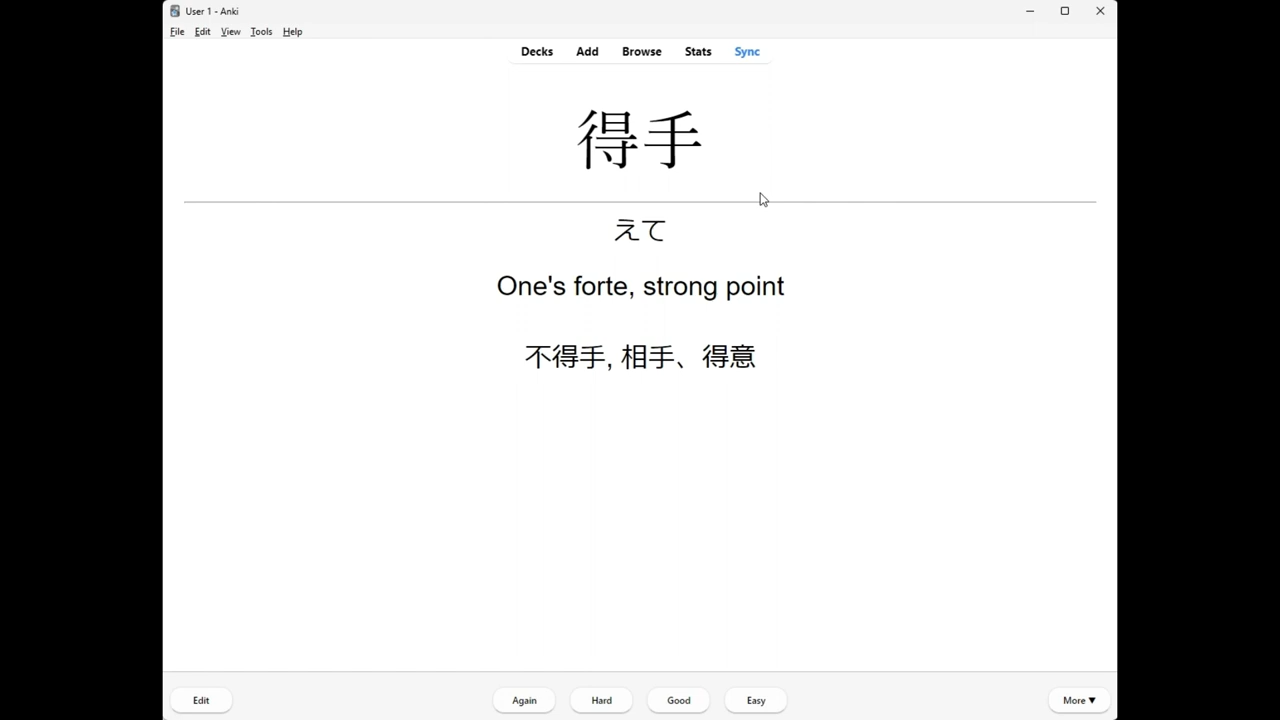 User 1 - Anki
File Edit View Tools Help
Decks Add Browse Stats Sync
得手
えて
One's forte, strong point
不得手, 相手、得意
Edit Again Hard Good Easy More ▼